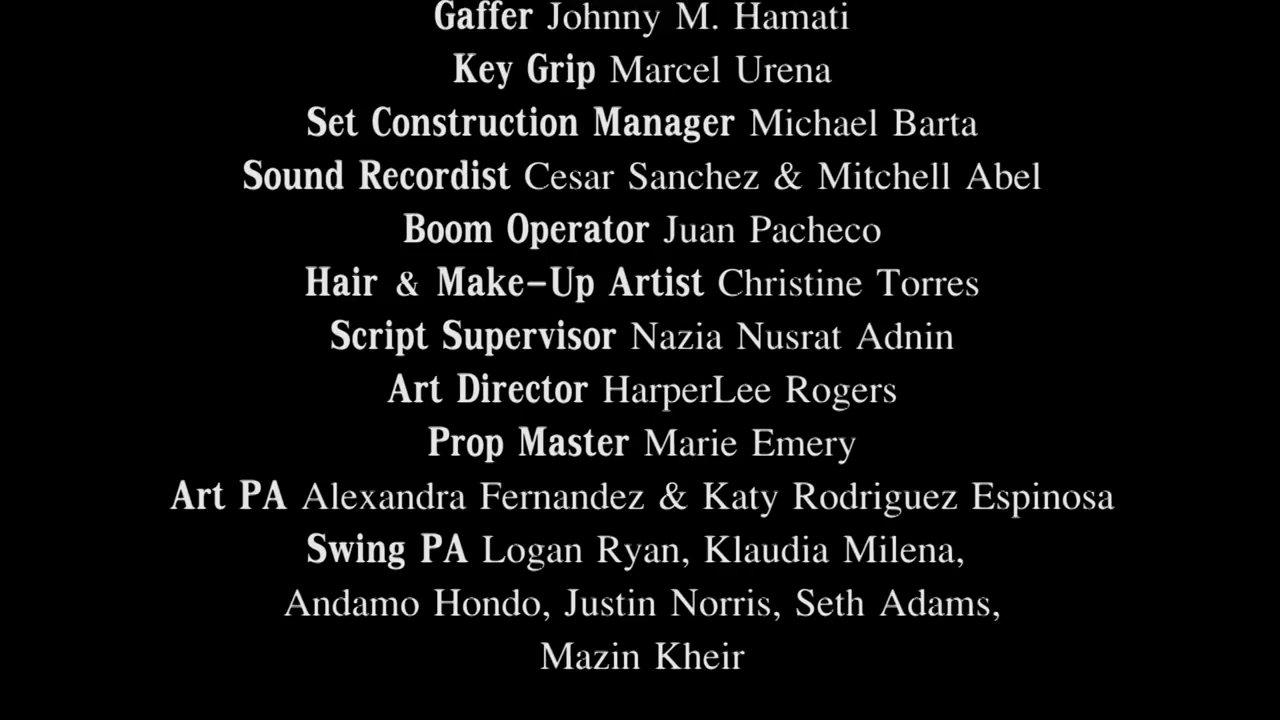 Gaffer Johnny M. Hamati
Key Grip Marcel Urena
Set Construction Manager Michael Barta
Sound Recordist Cesar Sanchez & Mitchell Abel
Boom Operator Juan Pacheco
Hair & Make-Up Artist Christine Torres
Script Supervisor Nazia Nusrat Adnin
Art Director HarperLee Rogers
Prop Master Marie Emery
Art PA Alexandra Fernandez & Katy Rodriguez Espinosa
Swing PA Logan Ryan, Klaudia Milena,
Andamo Hondo, Justin Norris, Seth Adams,
Mazin Kheir